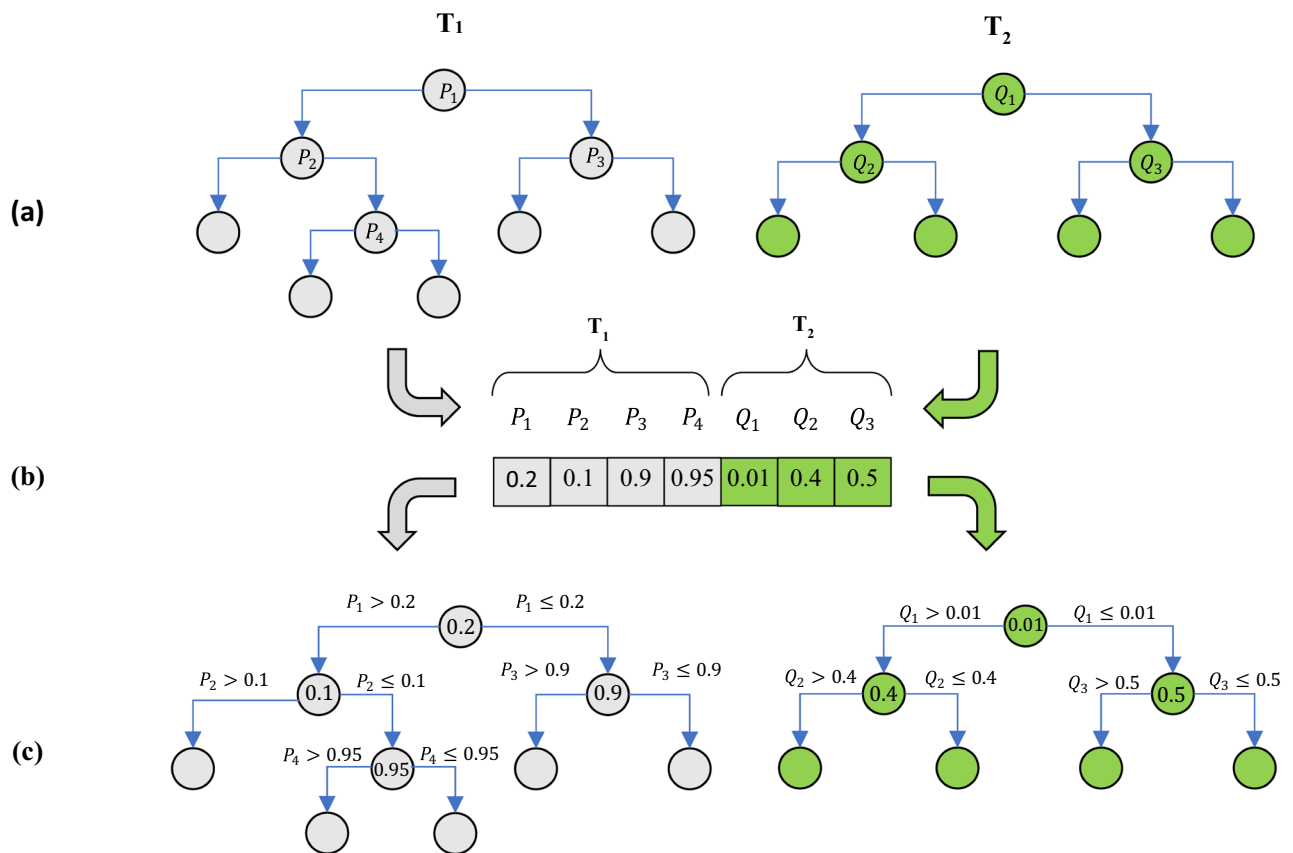 T₁ T₂
P₁ Q₁
P₂ P₃ Q₂ Q₃
(a)
P₄
T₁ T₂
P₁ P₂ P₃ P₄ Q₁ Q₂ Q₃
(b)
0.2 0.1 0.9 0.95 0.01 0.4 0.5
P₁ > 0.2 P₁ ≤ 0.2 Q₁ > 0.01 Q₁ ≤ 0.01
0.2 0.01
P₂ > 0.1 P₂ ≤ 0.1 P₃ > 0.9 P₃ ≤ 0.9 Q₂ > 0.4 Q₂ ≤ 0.4 Q₃ > 0.5 Q₃ ≤ 0.5
0.1 0.9 0.4 0.5
(c)
P₄ > 0.95 P₄ ≤ 0.95
0.95